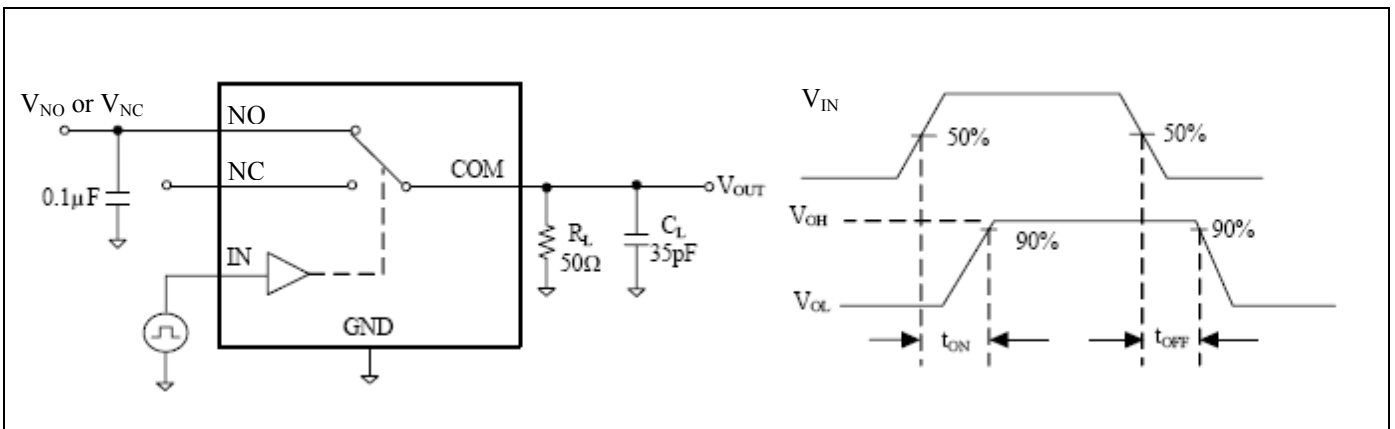 V_NO or V_NC
NO
NC
COM
0.1µF
V_OUT
IN
R_L
50Ω
C_L
35pF
GND
V_IN
50%
50%
V_OH
90%
90%
V_OL
t_ON
t_OFF